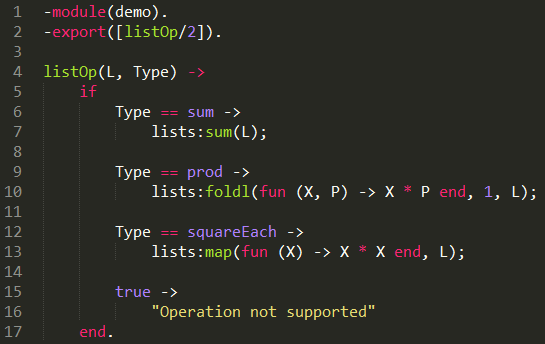 1 -module(demo).
2 -export([listOp/2]).
3
4 listOp(L, Type) ->
5     if
6         Type == sum ->
7             lists:sum(L);
8
9         Type == prod ->
10             lists:foldl(fun (X, P) -> X * P end, 1, L);
11
12         Type == squareEach ->
13             lists:map(fun (X) -> X * X end, L);
14
15         true ->
16             "Operation not supported"
17     end.